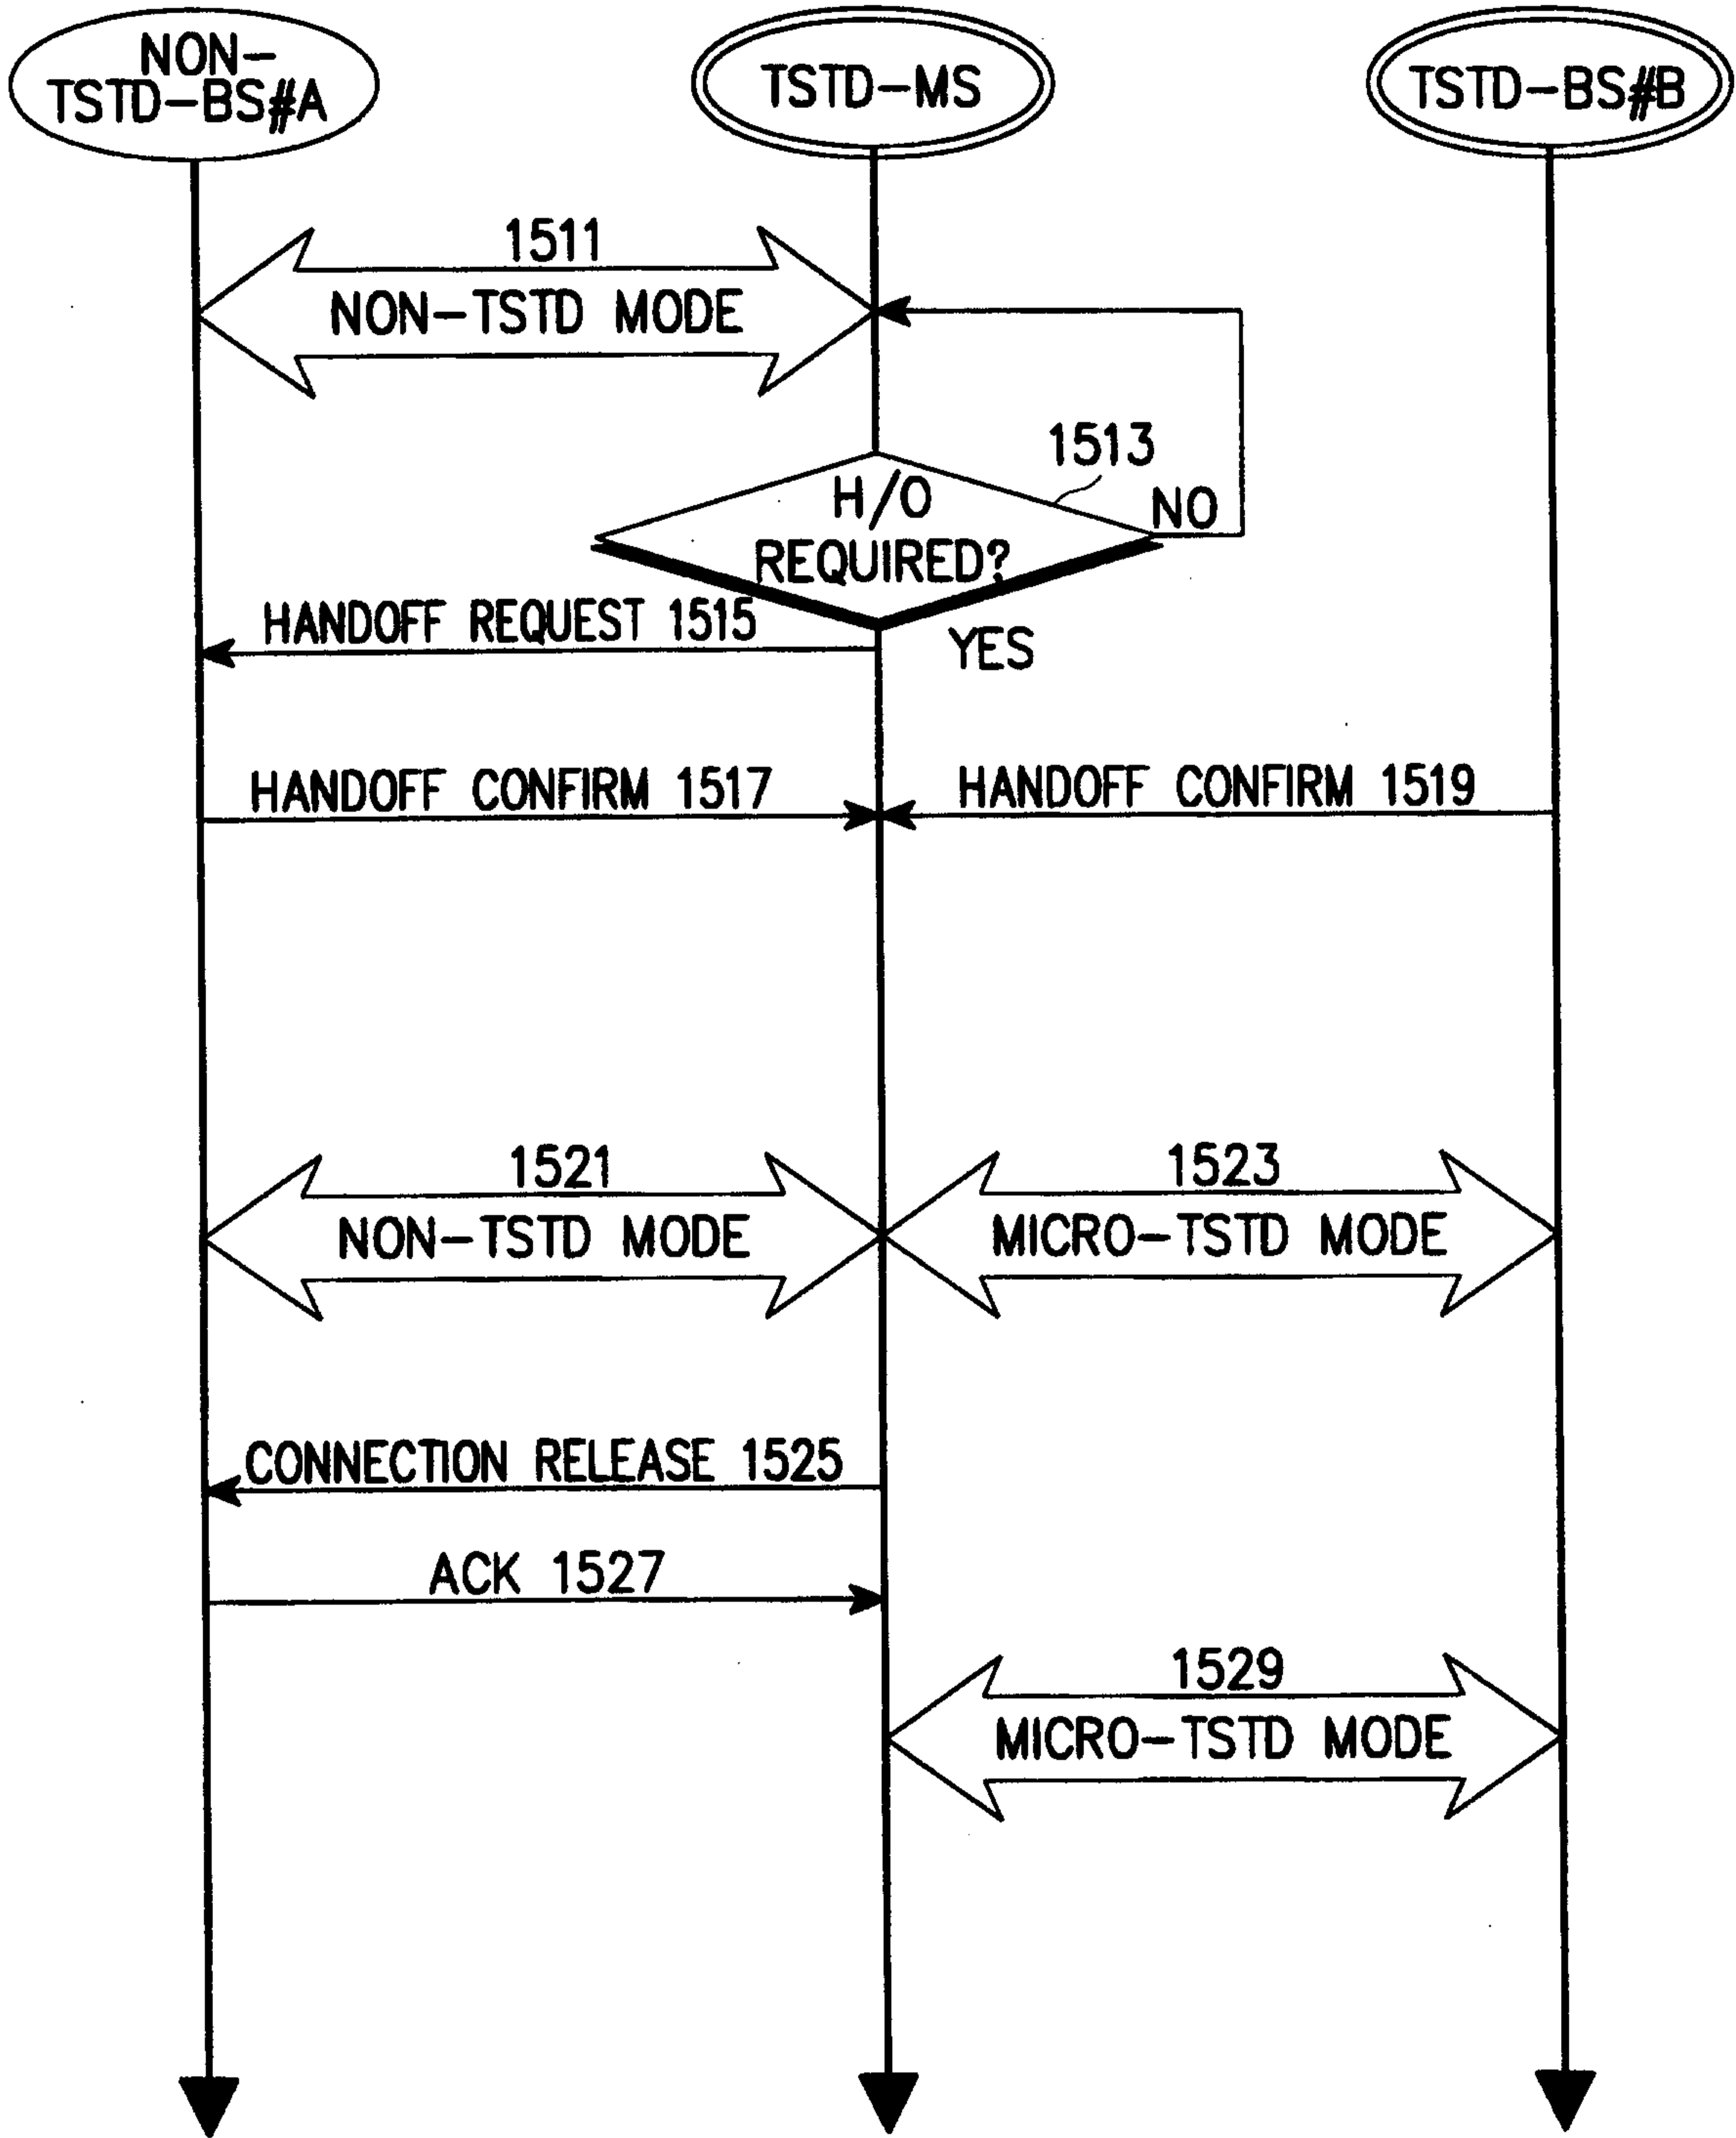 NON-
TSTD-BS#A
TSTD-MS
TSTD-BS#B
1511
NON-TSTD MODE
1513
H/O
REQUIRED?
NO
YES
HANDOFF REQUEST 1515
HANDOFF CONFIRM 1517
HANDOFF CONFIRM 1519
1521
NON-TSTD MODE
1523
MICRO-TSTD MODE
CONNECTION RELEASE 1525
ACK 1527
1529
MICRO-TSTD MODE